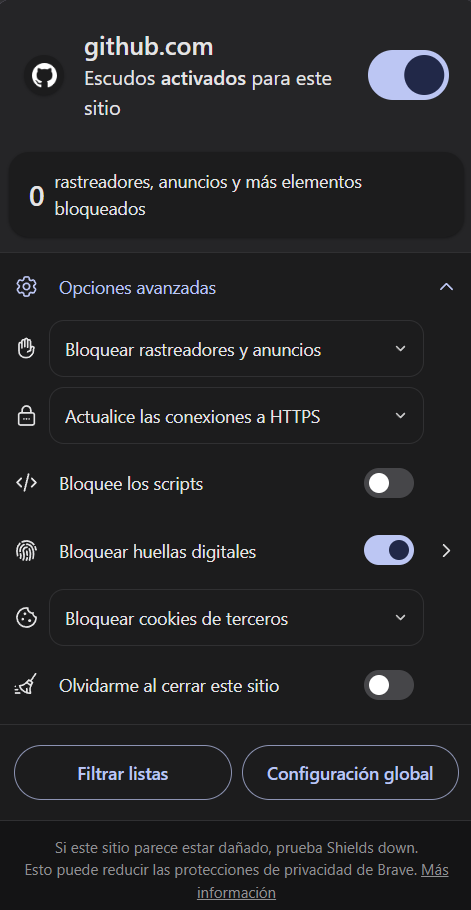 github.com
Escudos activados para este
sitio
0
rastreadores, anuncios y más elementos
bloqueados
Opciones avanzadas
Bloquear rastreadores y anuncios
Actualice las conexiones a HTTPS
Bloquee los scripts
Bloquear huellas digitales
Bloquear cookies de terceros
Olvidarme al cerrar este sitio
Filtrar listas
Configuración global
Si este sitio parece estar dañado, prueba Shields down.
Esto puede reducir las protecciones de privacidad de Brave. Más
información